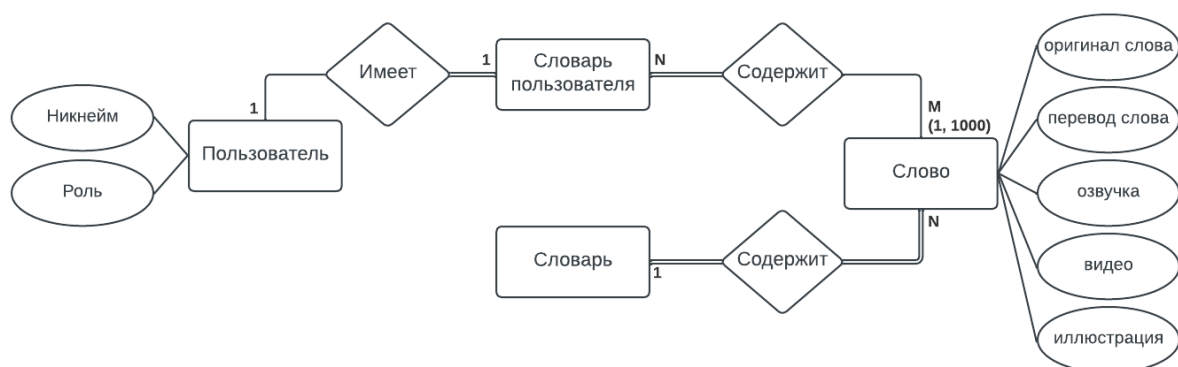 оригинал слова
Имеет
1
Словарь
пользователя
N
Содержит
1
M
(1, 1000)
Никнейм
перевод слова
Пользователь
Слово
Роль
озвучка
N
Словарь
1
Содержит
видео
иллюстрация